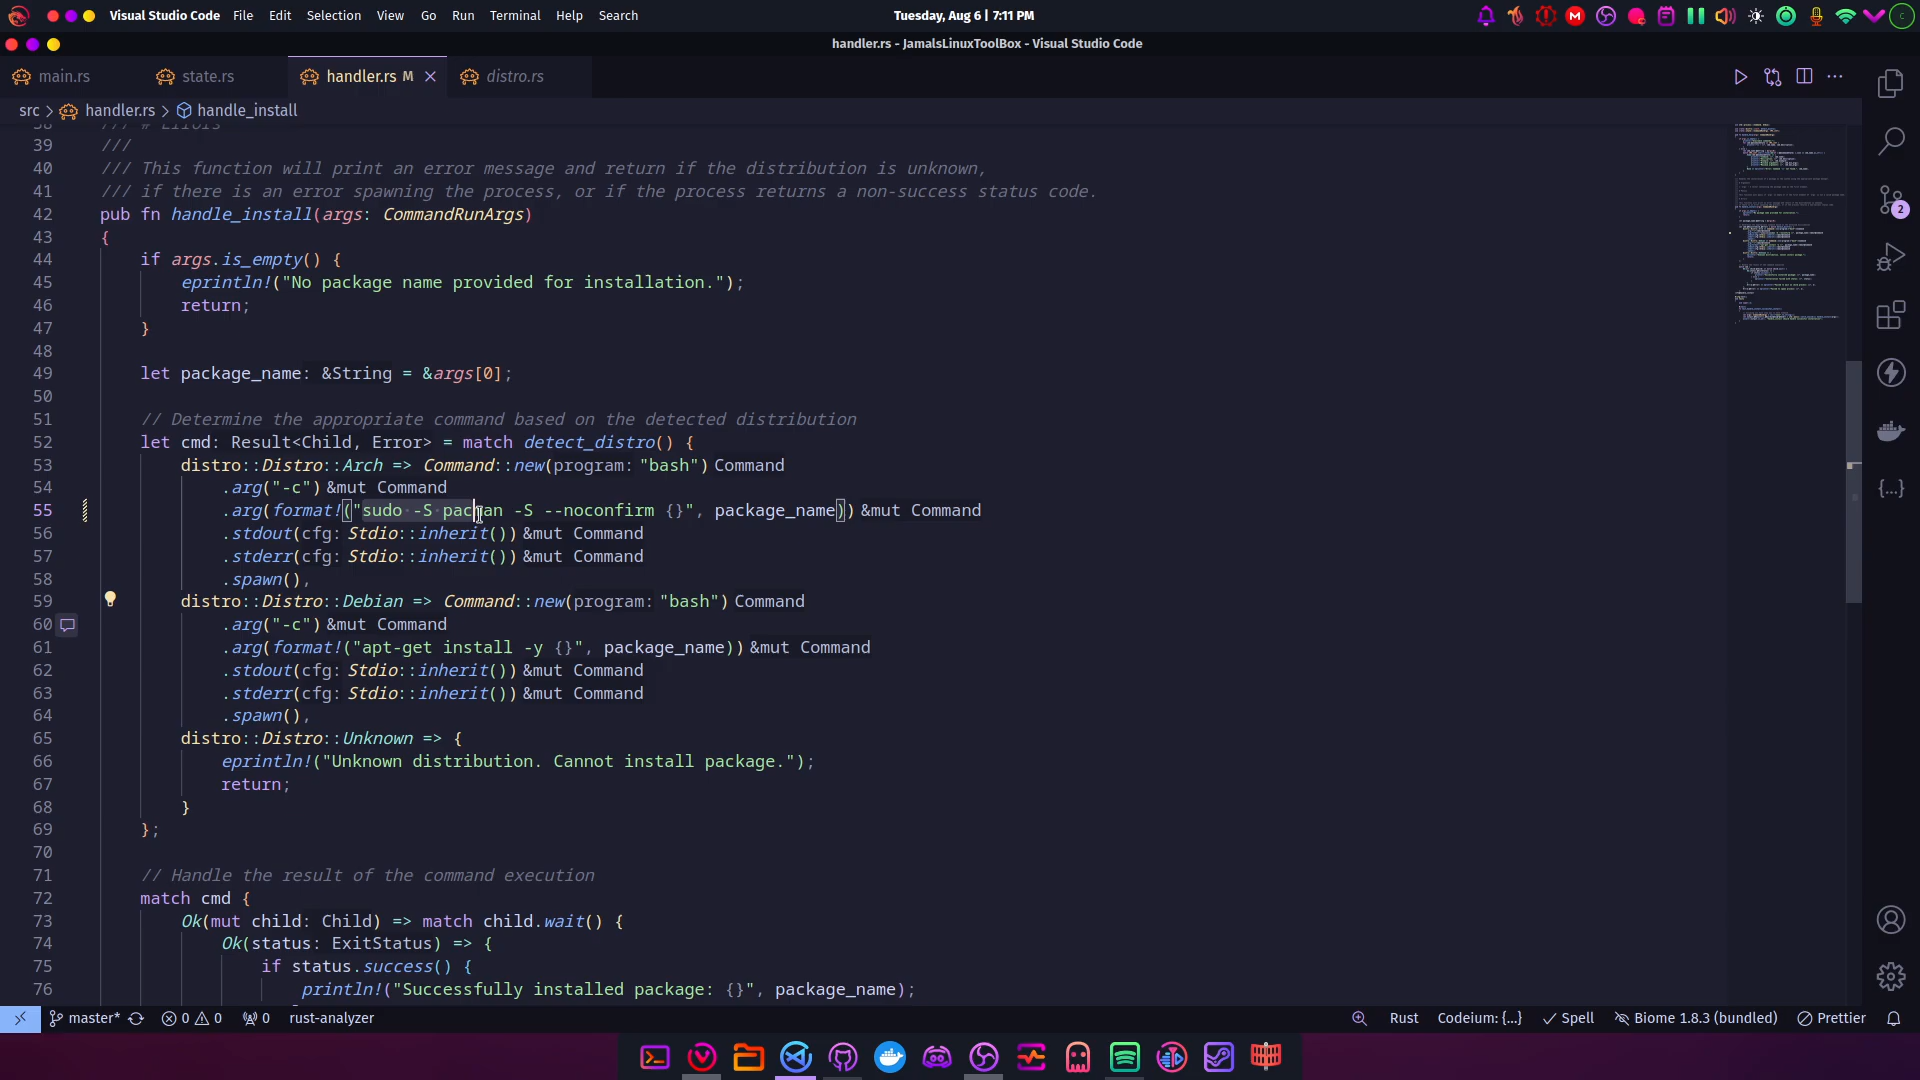 Visual Studio Code File Edit Selection View Go Run Terminal Help Search Tuesday, Aug 6 | 7:11 PM
handler.rs - JamalsLinuxToolBox - Visual Studio Code
main.rs state.rs handler.rs M distro.rs
src > handler.rs > handle_install
38 /// # Errors
39 ///
40 /// This function will print an error message and return if the distribution is unknown,
41 /// if there is an error spawning the process, or if the process returns a non-success status code.
42 pub fn handle_install(args: CommandRunArgs)
43 {
44 if args.is_empty() {
45 eprintln!("No package name provided for installation.");
46 return;
47 }
48
49 let package_name: &String = &args[0];
50
51 // Determine the appropriate command based on the detected distribution
52 let cmd: Result<Child, Error> = match detect_distro() {
53 distro::Distro::Arch => Command::new(program: "bash") Command
54 .arg("-c") &mut Command
55 .arg(format!("sudo -S pacman -S --noconfirm {}", package_name)) &mut Command
56 .stdout(cfg: Stdio::inherit()) &mut Command
57 .stderr(cfg: Stdio::inherit()) &mut Command
58 .spawn(),
59 distro::Distro::Debian => Command::new(program: "bash") Command
60 .arg("-c") &mut Command
61 .arg(format!("apt-get install -y {}", package_name)) &mut Command
62 .stdout(cfg: Stdio::inherit()) &mut Command
63 .stderr(cfg: Stdio::inherit()) &mut Command
64 .spawn(),
65 distro::Distro::Unknown => {
66 eprintln!("Unknown distribution. Cannot install package.");
67 return;
68 }
69 };
70
71 // Handle the result of the command execution
72 match cmd {
73 Ok(mut child: Child) => match child.wait() {
74 Ok(status: ExitStatus) => {
75 if status.success() {
76 println!("Successfully installed package: {}", package_name);
2
master* 0 0 0 rust-analyzer Rust Codeium: {...} Spell Biome 1.8.3 (bundled) Prettier